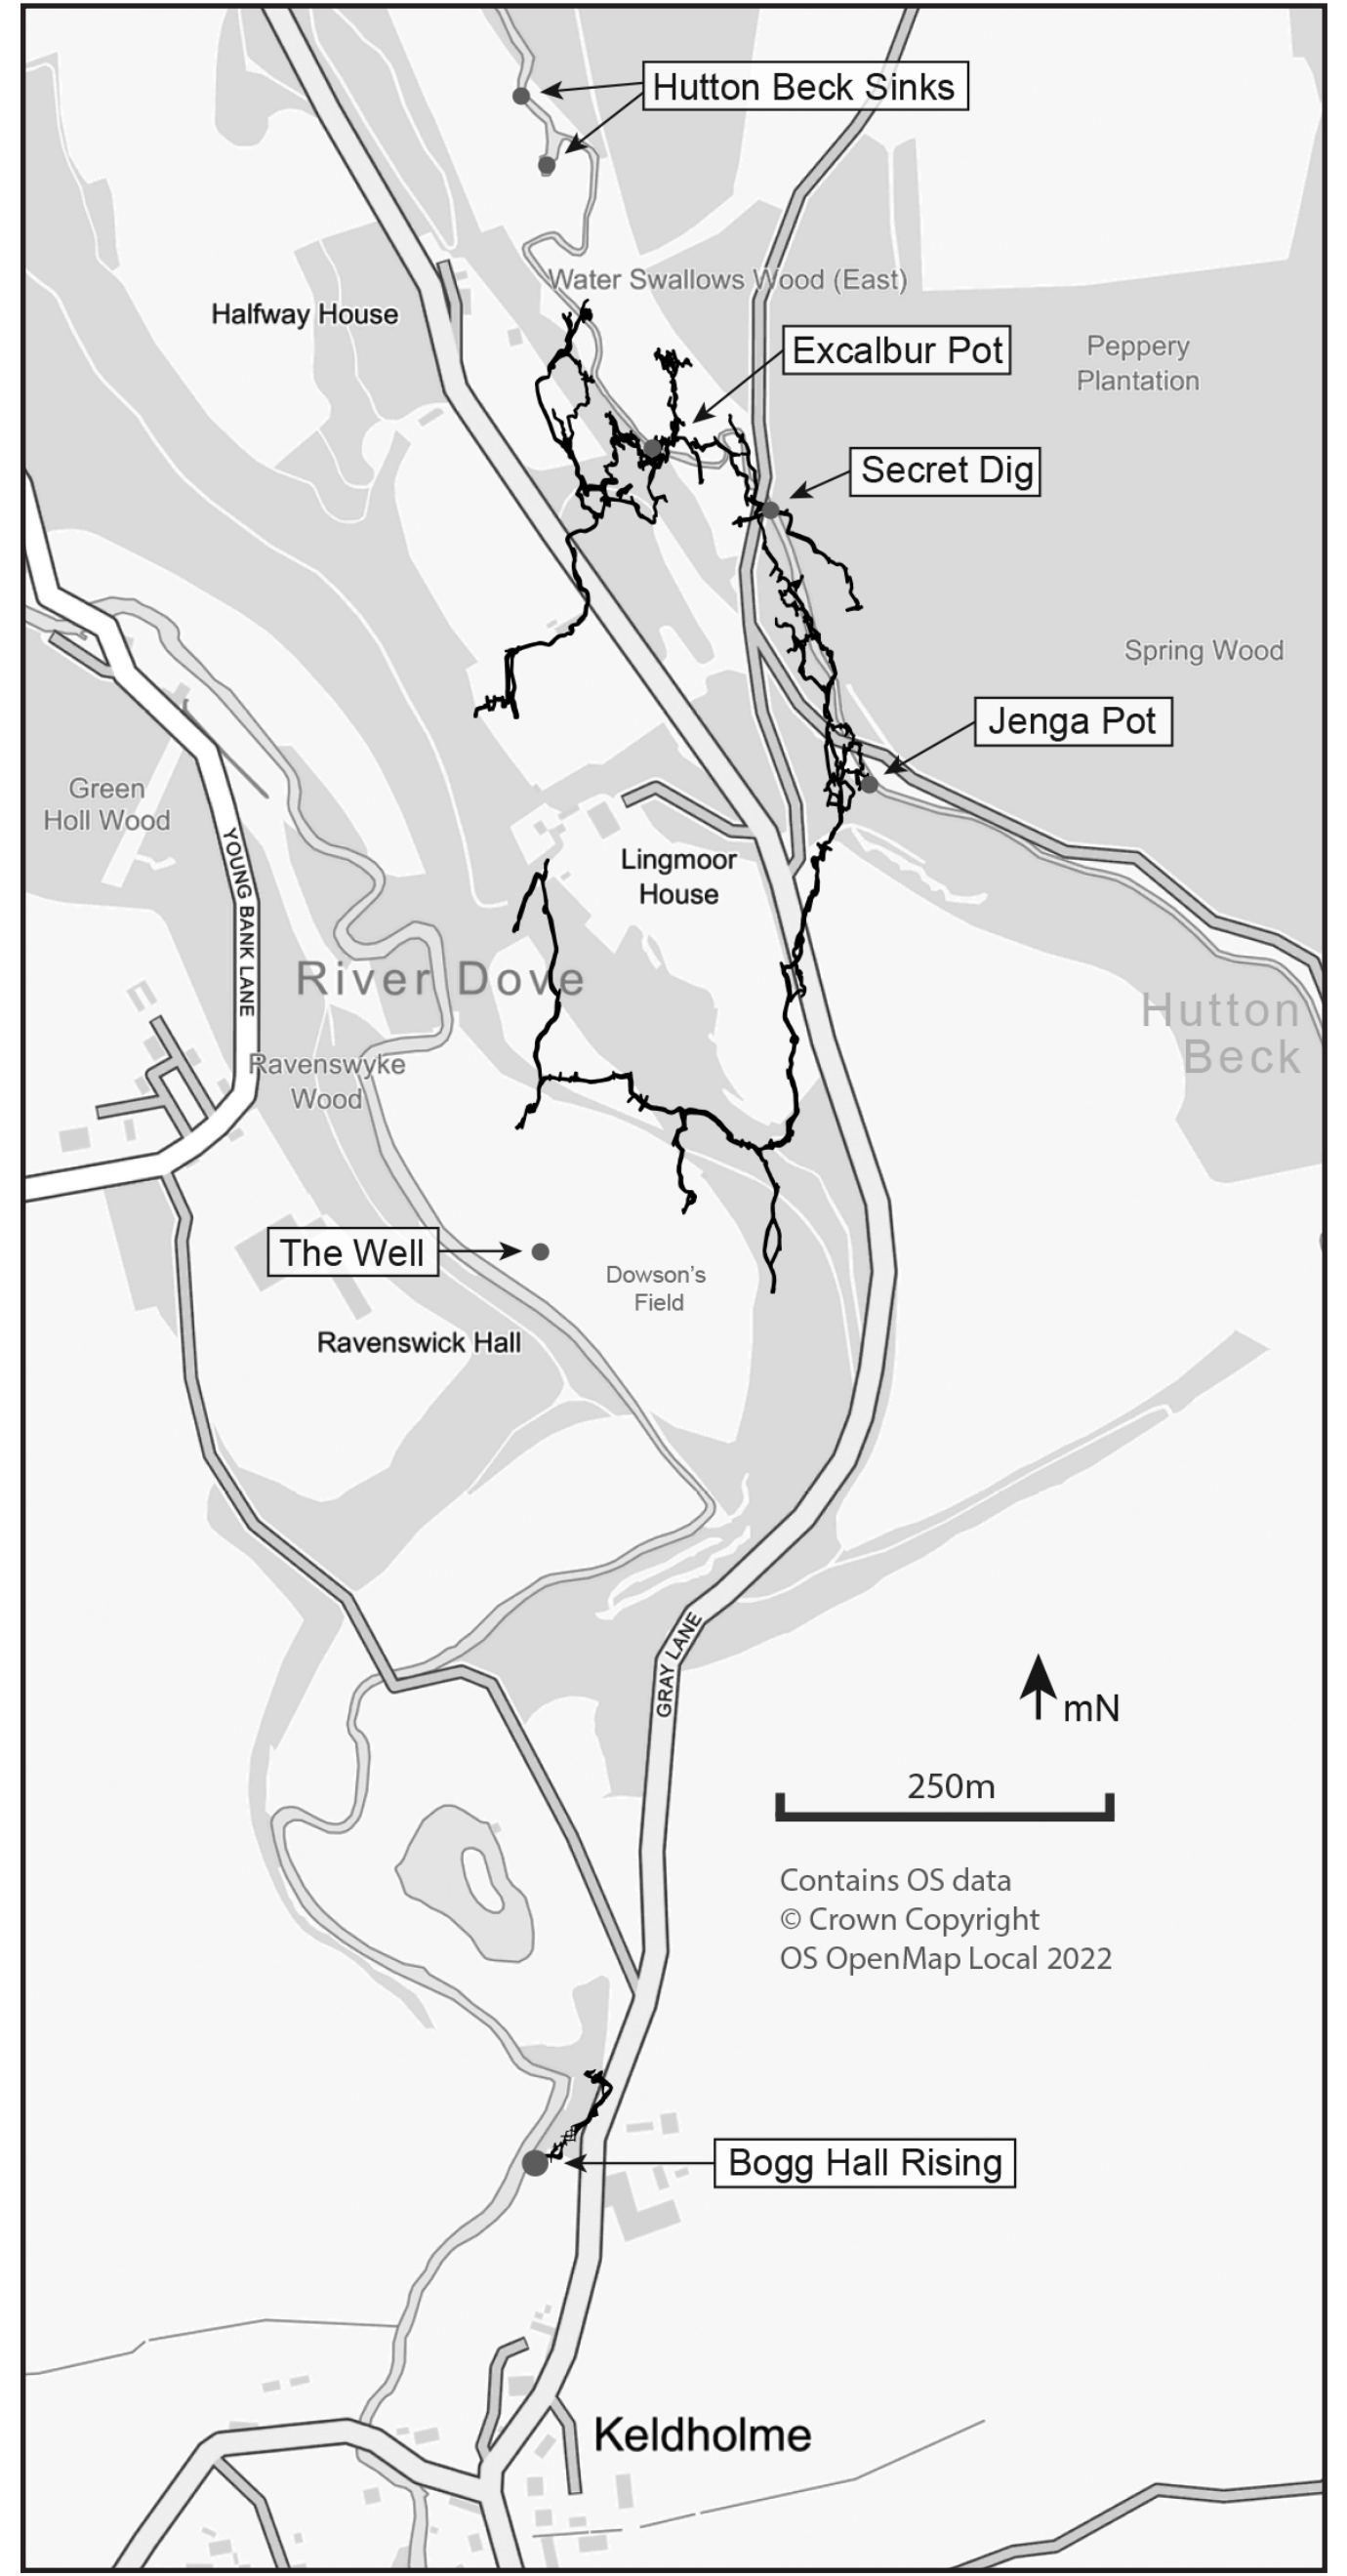 Hutton Beck Sinks
Water Swallows Wood (East)
Halfway House
Excalbur Pot
Peppery
Plantation
Secret Dig
Spring Wood
Jenga Pot
Green
Holl Wood
YOUNG BANK LANE
Lingmoor
House
River Dove
Hutton
Beck
Ravenswyke
Wood
The Well
Dowson's
Field
Ravenswick Hall
GRAY LANE
mN
250m
Contains OS data
© Crown Copyright
OS OpenMap Local 2022
Bogg Hall Rising
Keldholme